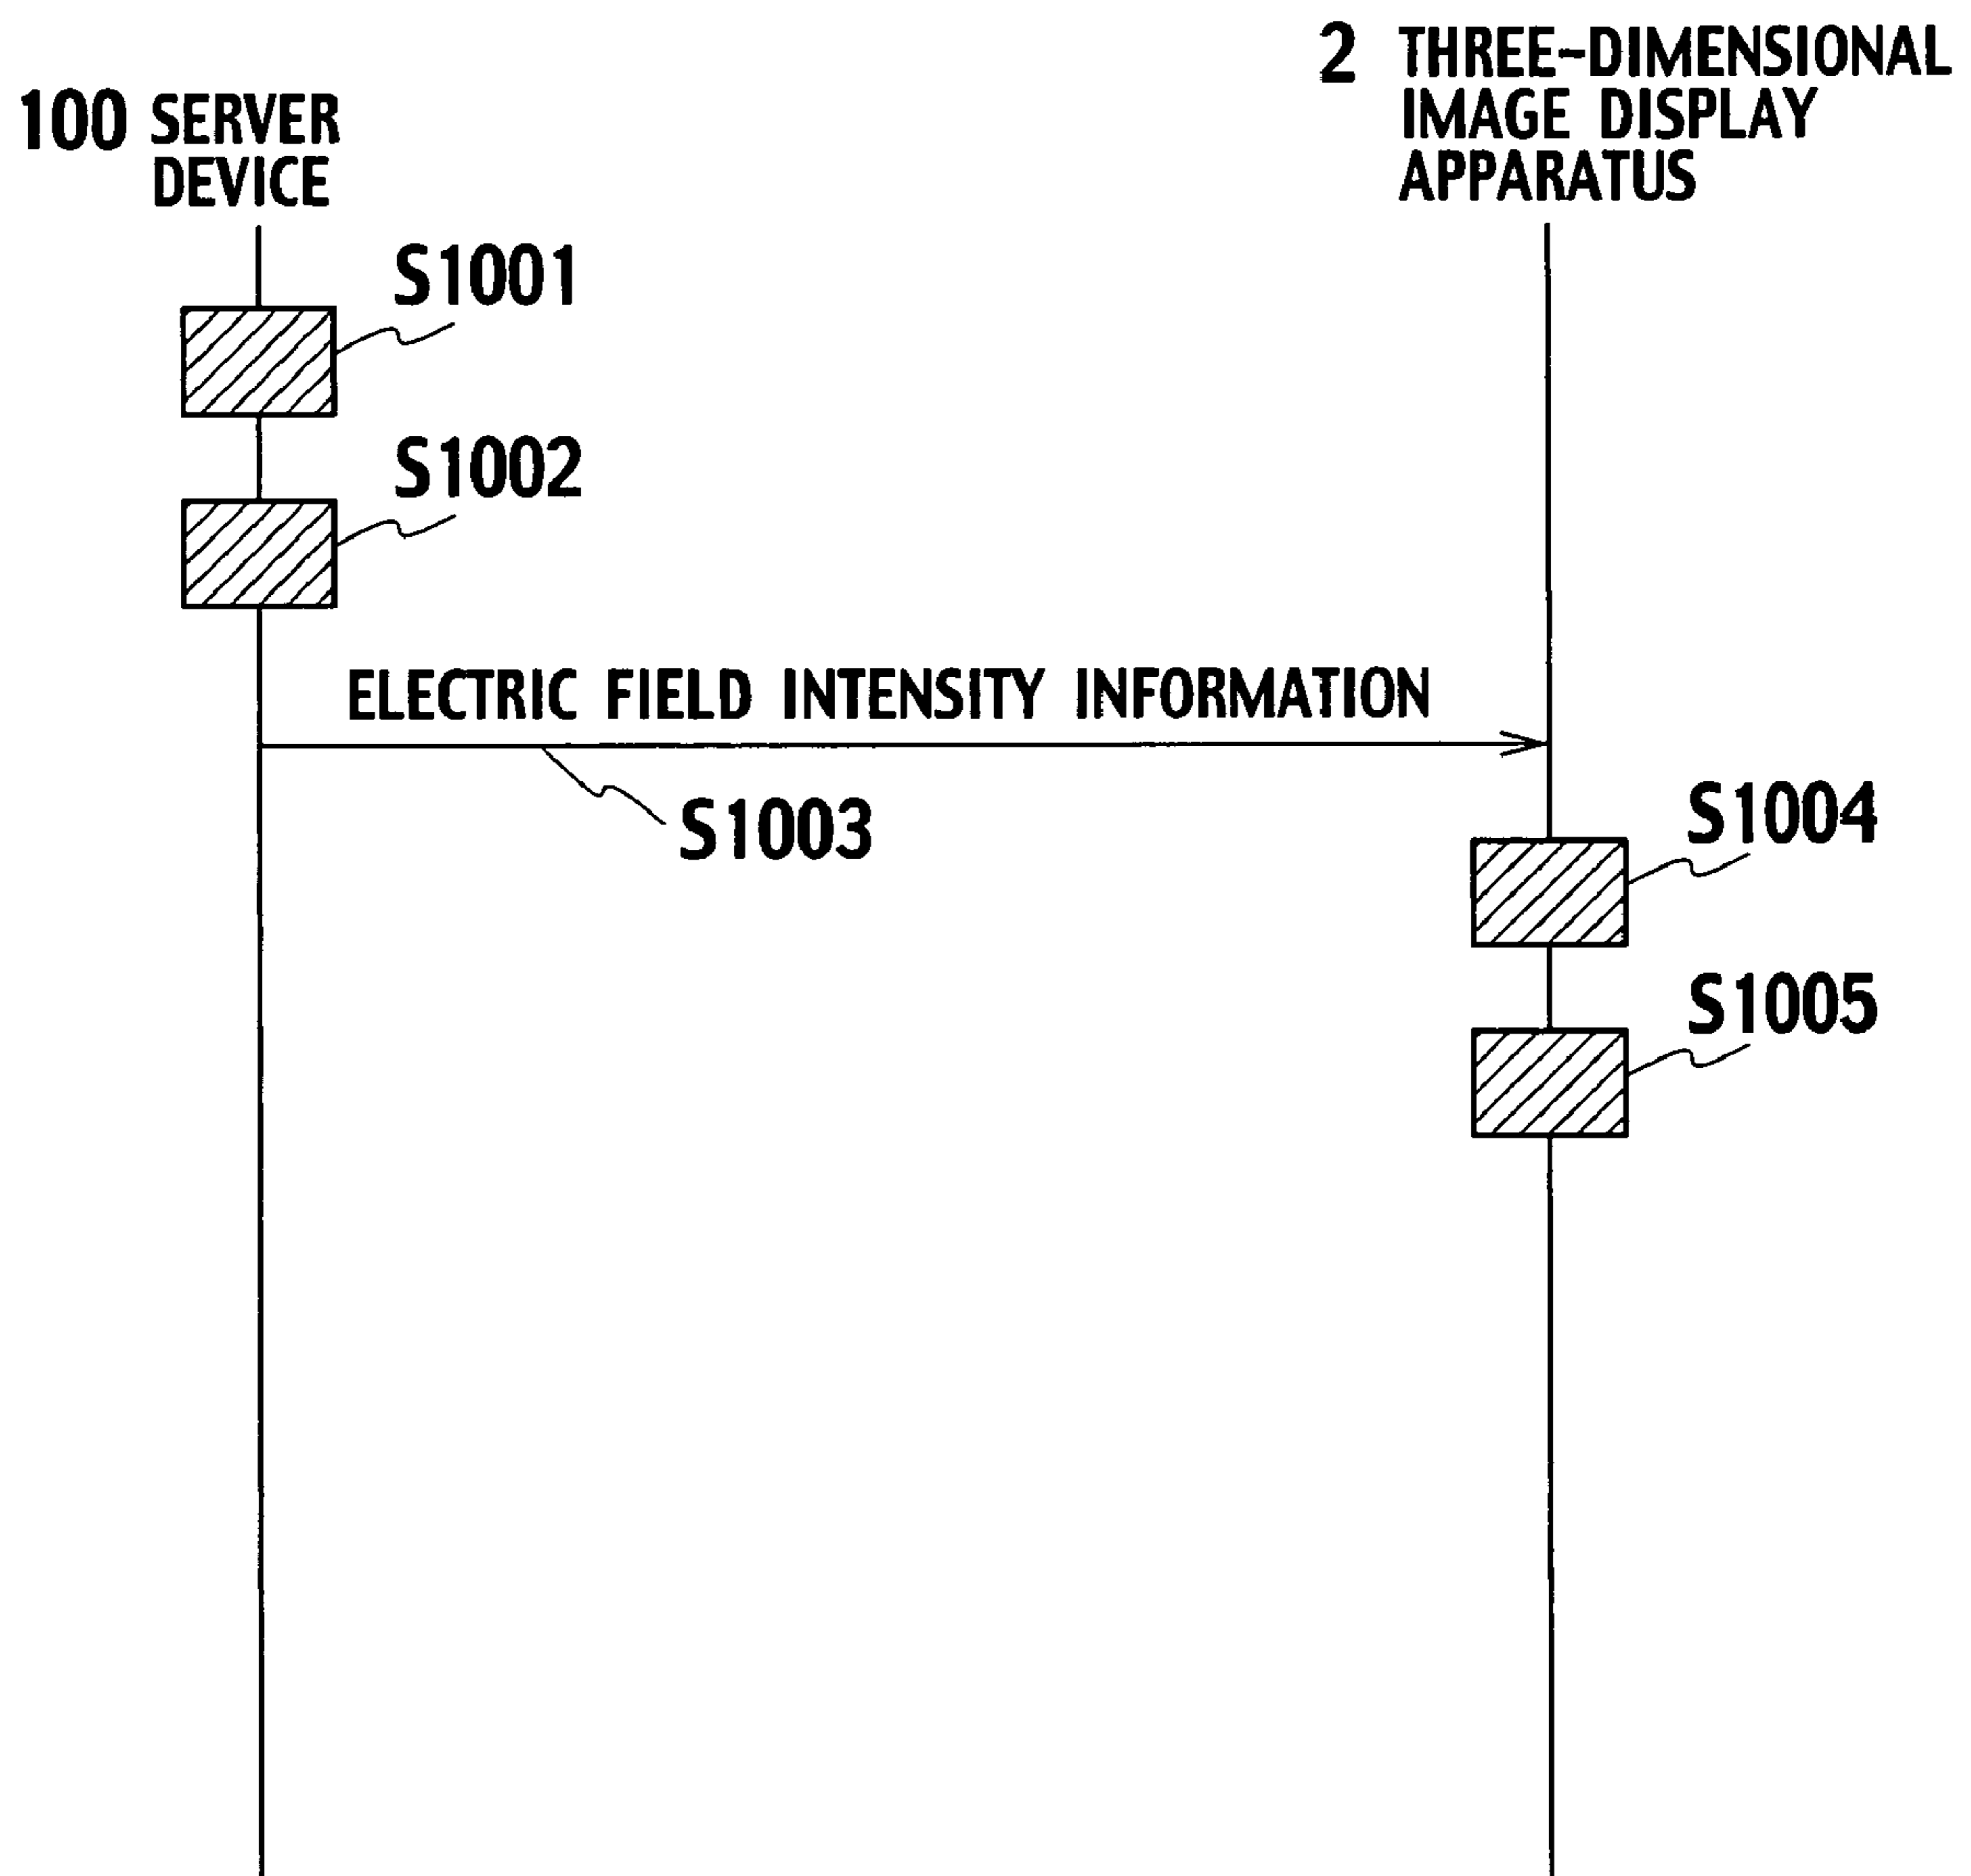 100 SERVER
DEVICE
2 THREE-DIMENSIONAL
IMAGE DISPLAY
APPARATUS
S1001
S1002
ELECTRIC FIELD INTENSITY INFORMATION
S1003
S1004
S1005